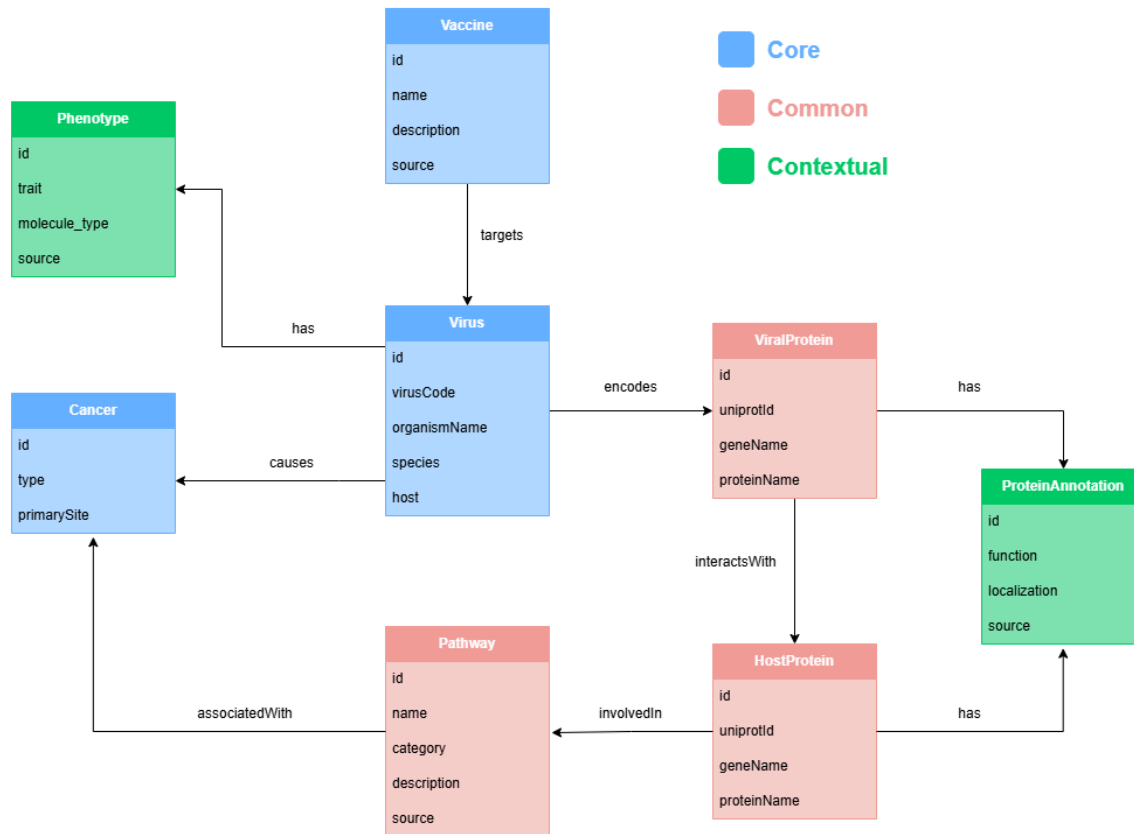 Vaccine
id
name
description
source
Core
Common
Contextual
Phenotype
id
trait
molecule_type
source
targets
has
Virus
id
virusCode
organismName
species
host
encodes
ViralProtein
id
uniprotId
geneName
proteinName
has
Cancer
id
type
primarySite
causes
ProteinAnnotation
id
function
localization
source
interactsWith
Pathway
id
name
category
description
source
associatedWith
involvedIn
HostProtein
id
uniprotId
geneName
proteinName
has